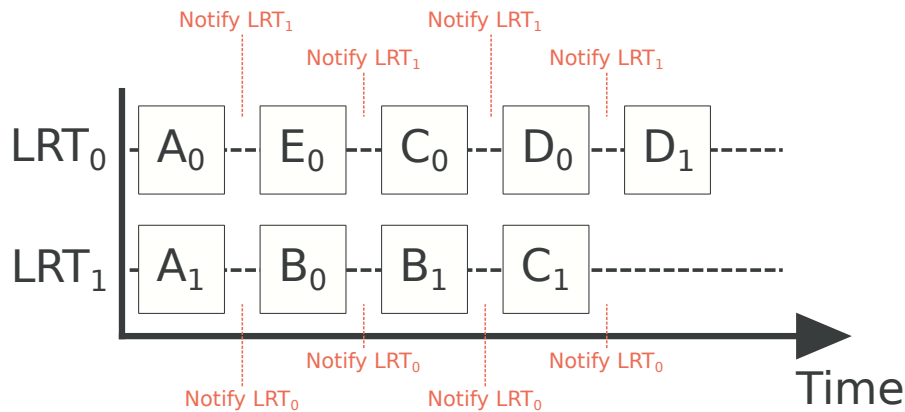 Notify LRT₁ Notify LRT₁
Notify LRT₁ Notify LRT₁
LRT₀ A₀ E₀ C₀ D₀ D₁
LRT₁ A₁ B₀ B₁ C₁
Notify LRT₀ Notify LRT₀
Notify LRT₀ Notify LRT₀
Time